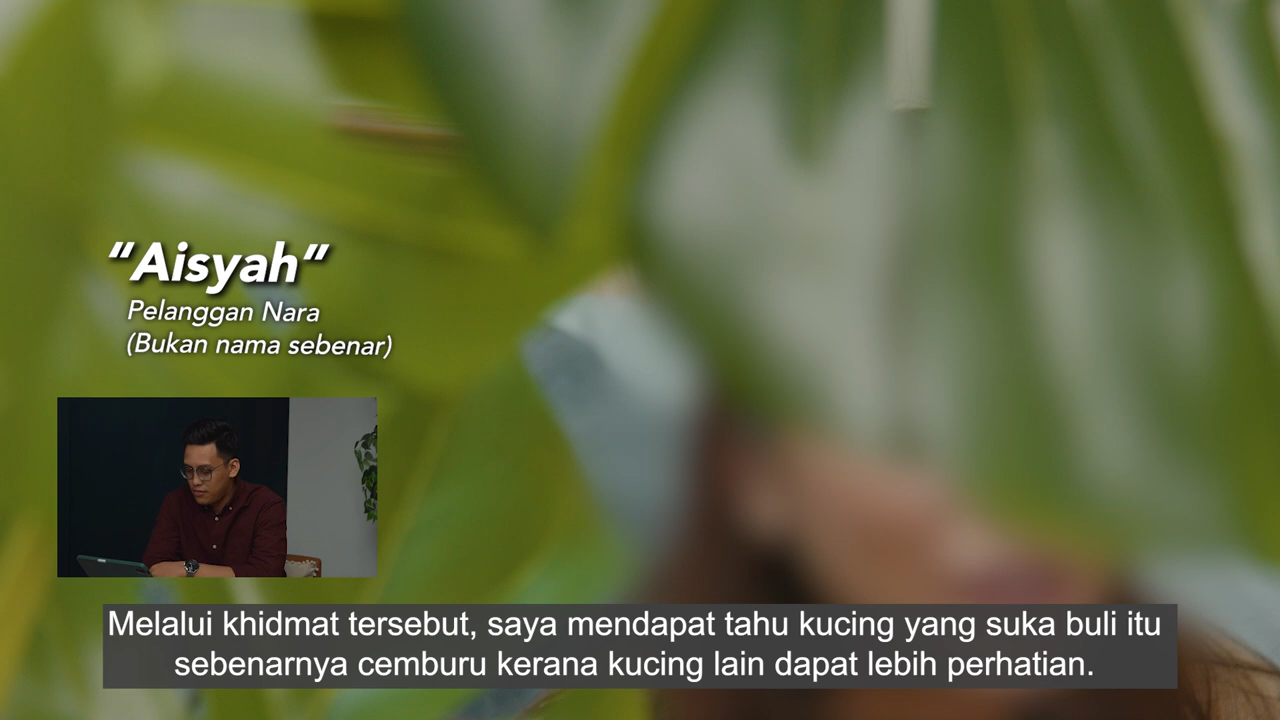 “Aisyah”
Pelanggan Nara
(Bukan nama sebenar)
Melalui khidmat tersebut, saya mendapat tahu kucing yang suka buli itu
sebenarnya cemburu kerana kucing lain dapat lebih perhatian.